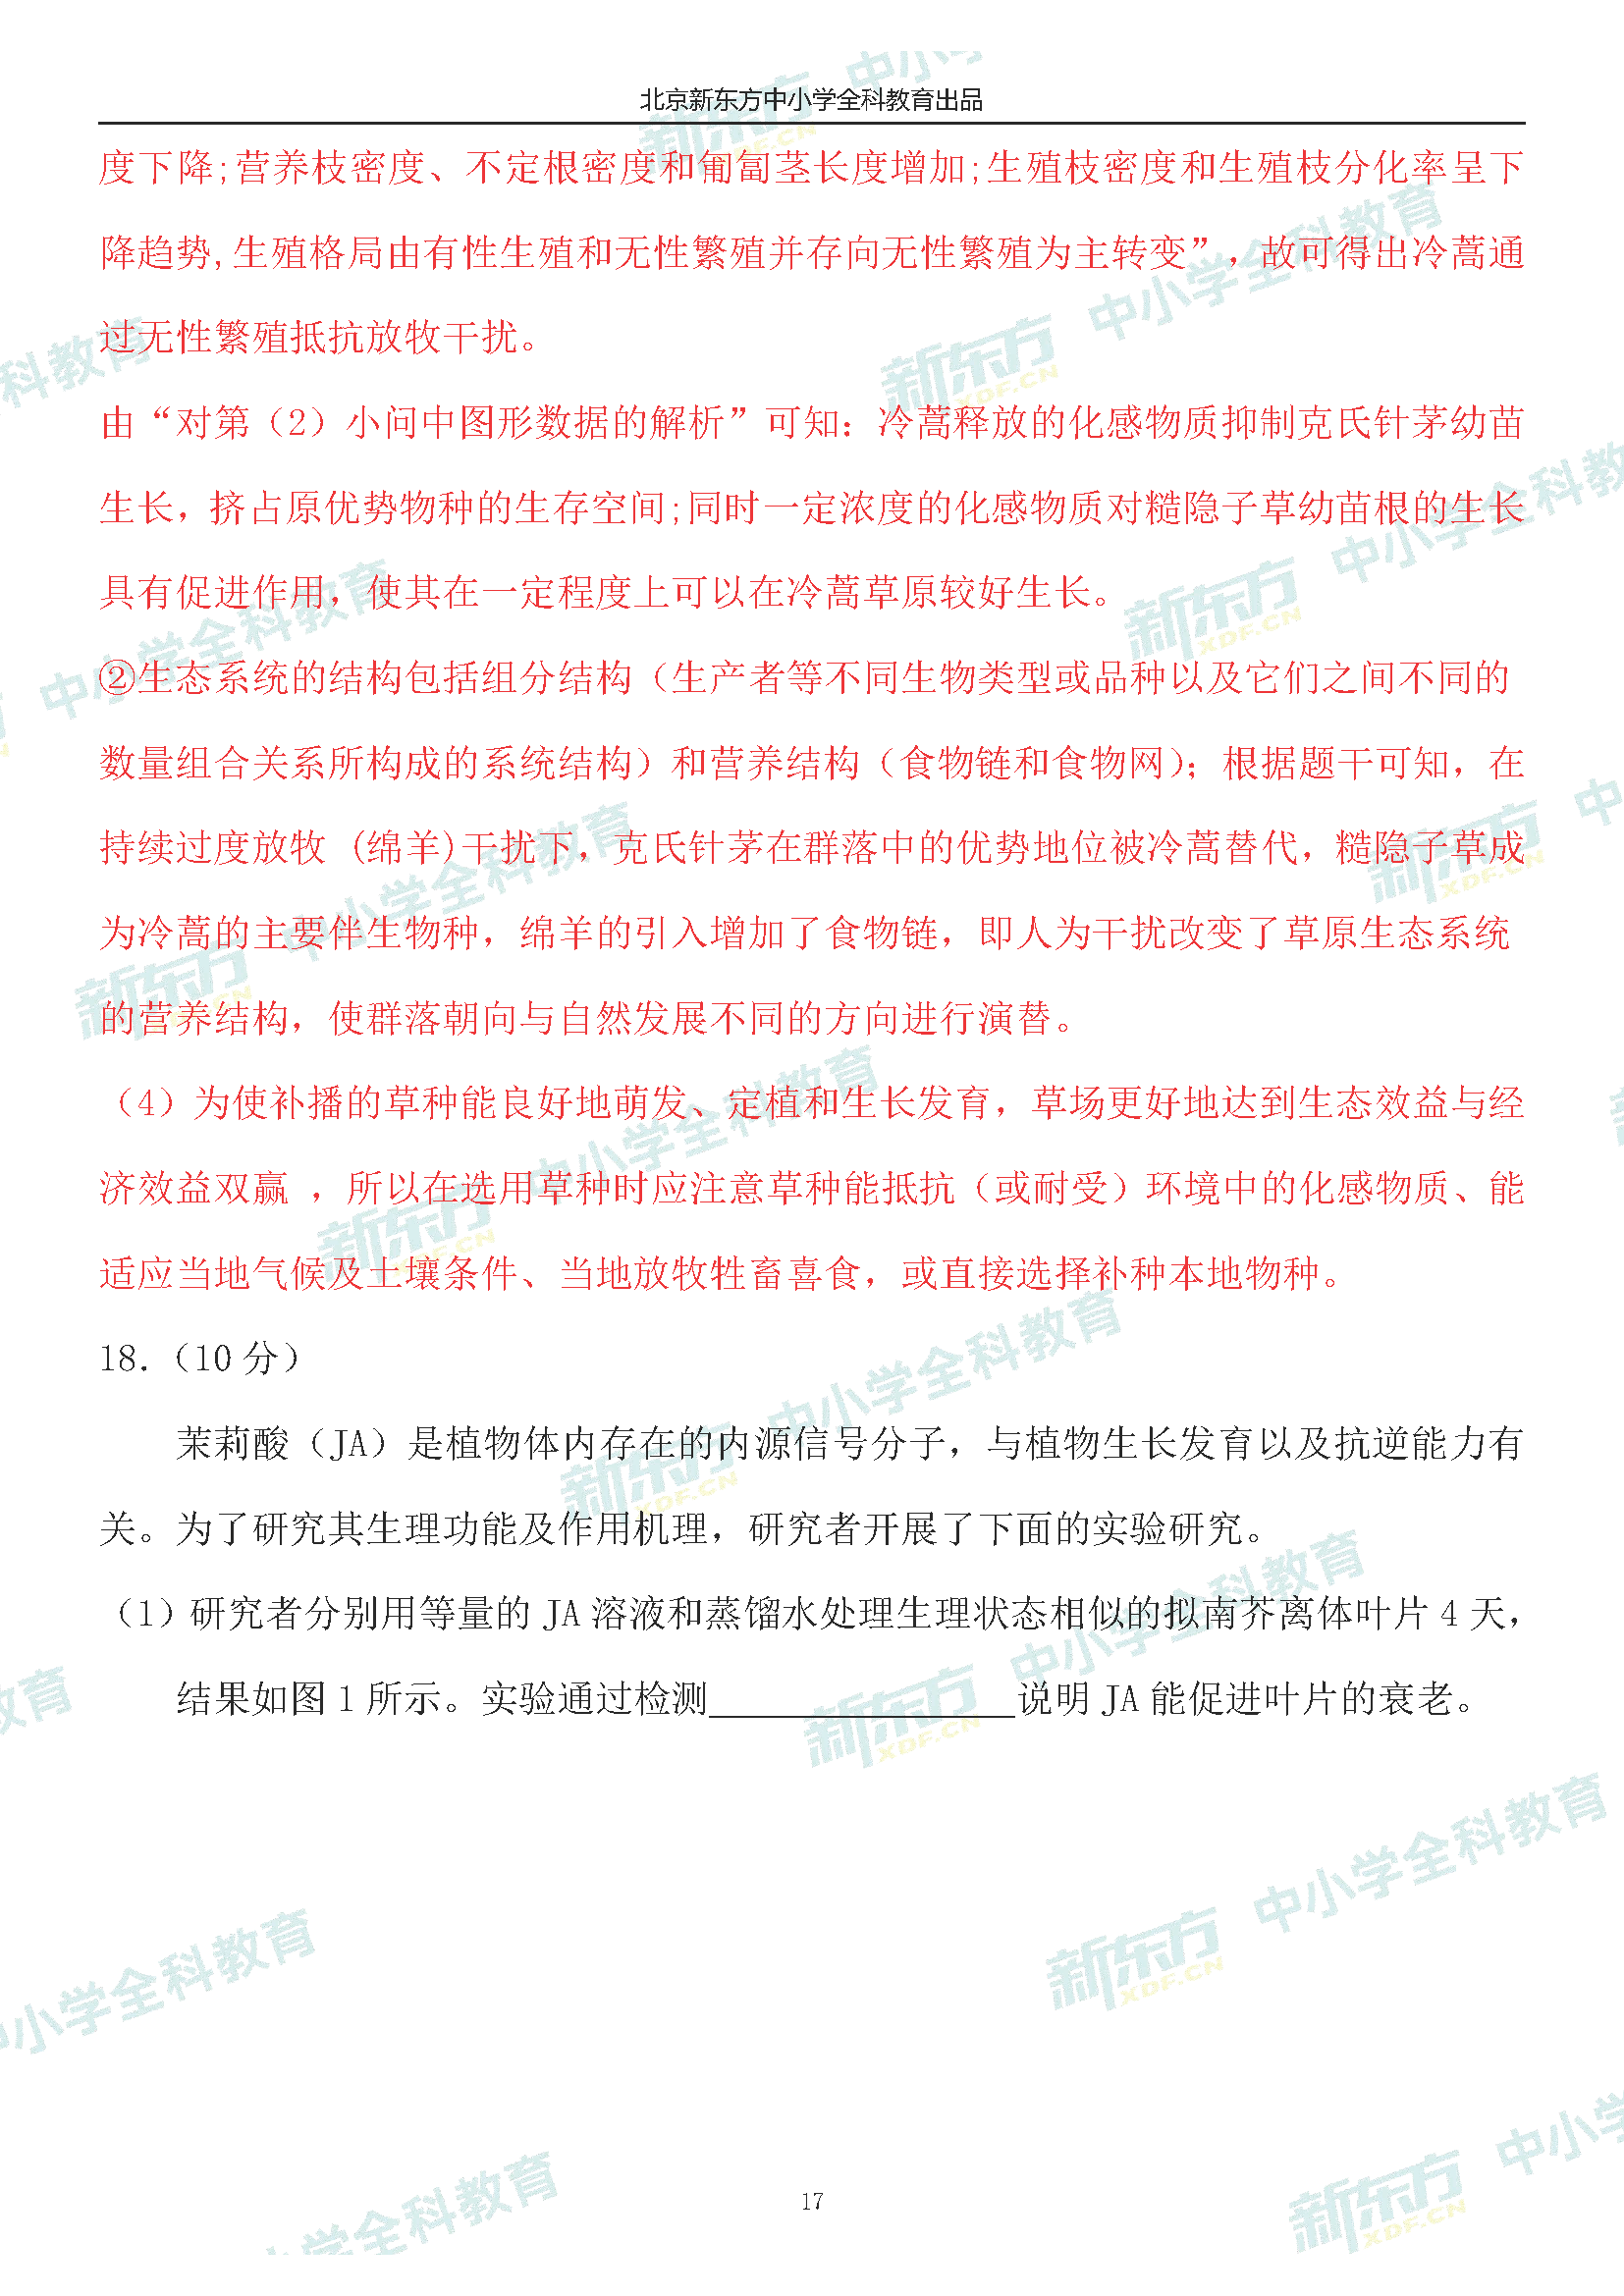 北京新东方中小学全科教育出品
度下降;营养枝密度、不定根密度和匍匐茎长度增加;生殖枝密度和生殖枝分化率呈下
降趋势,生殖格局由有性生殖和无性繁殖并存向无性繁殖为主转变”，故可得出冷蒿通
过无性繁殖抵抗放牧干扰。
由“对第（2）小问中图形数据的解析”可知：冷蒿释放的化感物质抑制克氏针茅幼苗
生长，挤占原优势物种的生存空间;同时一定浓度的化感物质对糙隐子草幼苗根的生长
具有促进作用，使其在一定程度上可以在冷蒿草原较好生长。
②生态系统的结构包括组分结构（生产者等不同生物类型或品种以及它们之间不同的
数量组合关系所构成的系统结构）和营养结构（食物链和食物网）；根据题干可知，在
持续过度放牧 (绵羊)干扰下，克氏针茅在群落中的优势地位被冷蒿替代，糙隐子草成
为冷蒿的主要伴生物种，绵羊的引入增加了食物链，即人为干扰改变了草原生态系统
的营养结构，使群落朝向与自然发展不同的方向进行演替。
（4）为使补播的草种能良好地萌发、定植和生长发育，草场更好地达到生态效益与经
济效益双赢 ，所以在选用草种时应注意草种能抵抗（或耐受）环境中的化感物质、能
适应当地气候及土壤条件、当地放牧牲畜喜食，或直接选择补种本地物种。
18.（10 分）
茉莉酸（JA）是植物体内存在的内源信号分子，与植物生长发育以及抗逆能力有
关。为了研究其生理功能及作用机理，研究者开展了下面的实验研究。
（1）研究者分别用等量的 JA 溶液和蒸馏水处理生理状态相似的拟南芥离体叶片 4 天，
结果如图 1 所示。实验通过检测________________说明 JA 能促进叶片的衰老。
17